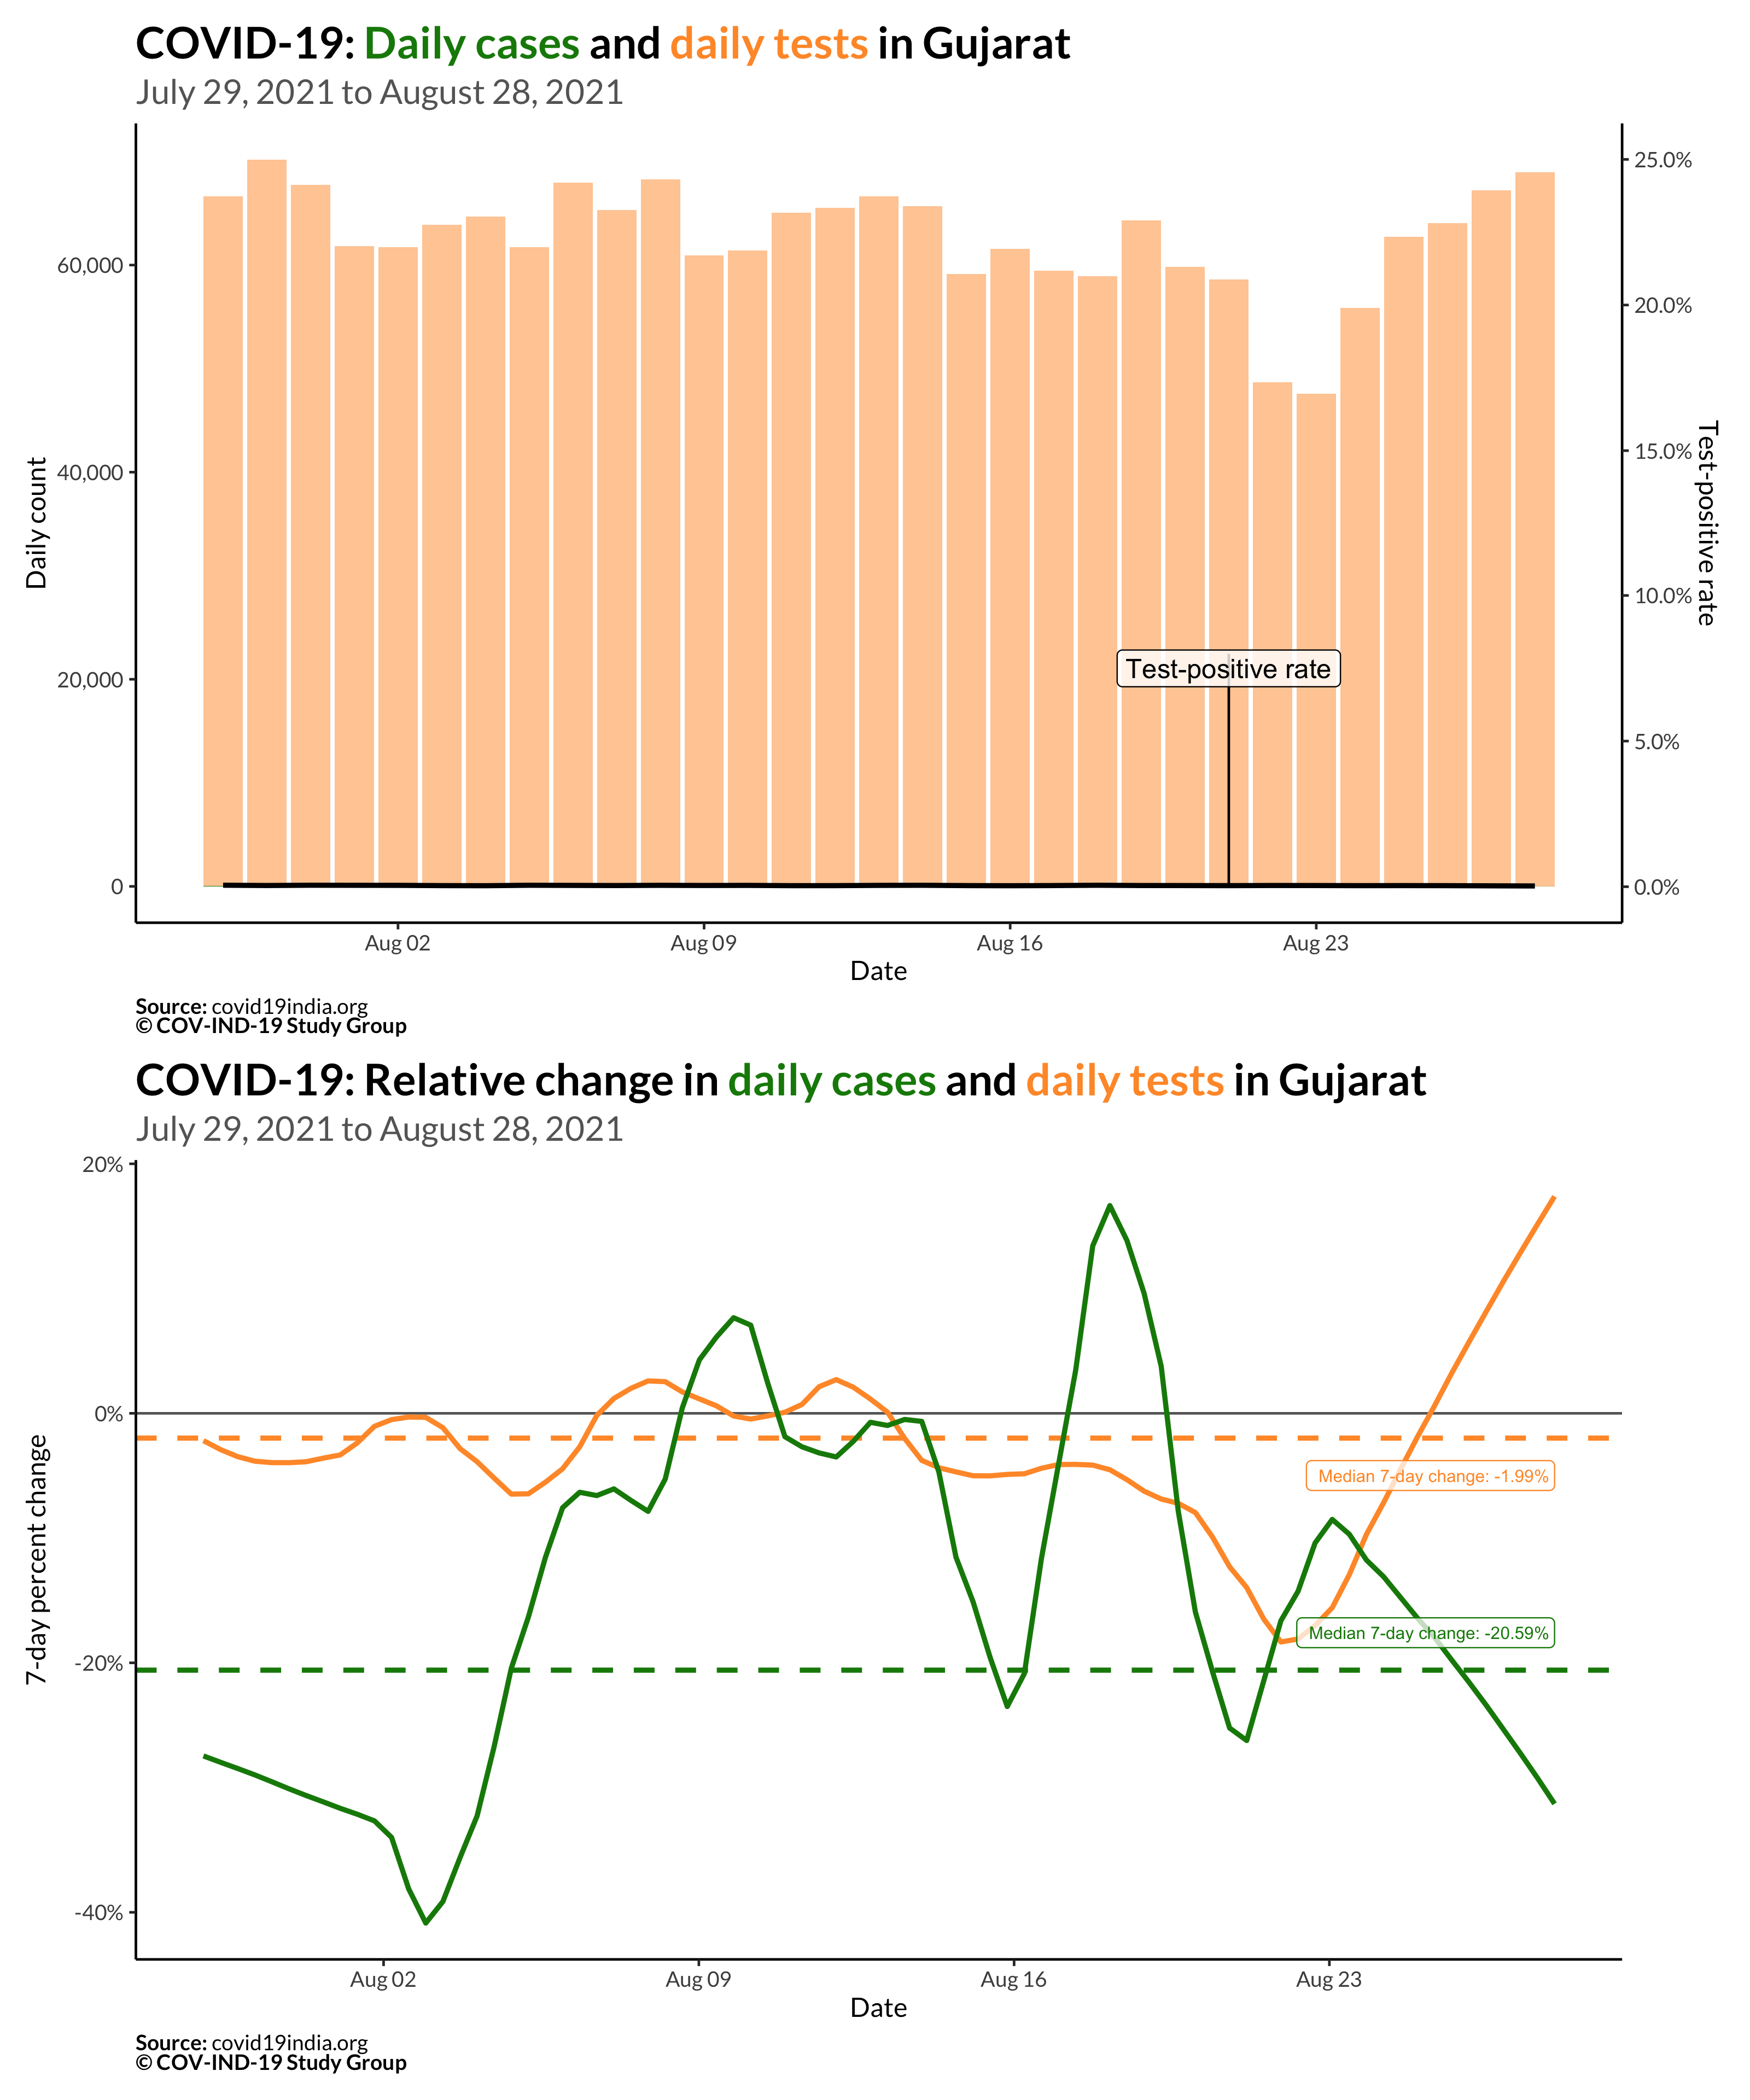 COVID-19: Daily cases and daily tests in Gujarat
July 29, 2021 to August 28, 2021
25.0%
20.0%
15.0%
10.0%
5.0%
0.0%
Test-positive rate
60,000
40,000
20,000
0
Daily count
Test-positive rate
Aug 02
Aug 09
Aug 16
Aug 23
Date
Source: covid19india.org
© COV-IND-19 Study Group
COVID-19: Relative change in daily cases and daily tests in Gujarat
July 29, 2021 to August 28, 2021
20%
0%
-20%
-40%
7-day percent change
Median 7-day change: -1.99%
Median 7-day change: -20.59%
Aug 02
Aug 09
Aug 16
Aug 23
Date
Source: covid19india.org
© COV-IND-19 Study Group